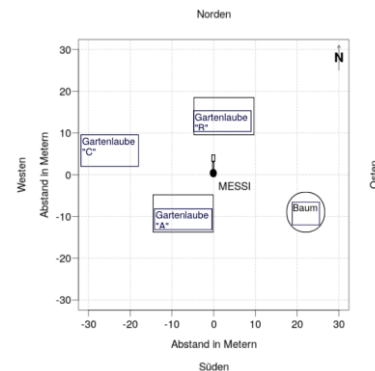 Norden
N
30
20
10
0
-10
-20
-30
Westen
Abstand in Metern
Osten
Gartenlaube
"R"
Gartenlaube
"C"
MESSI
Gartenlaube
"A"
Baum
-30 -20 -10 0 10 20 30
Abstand in Metern
Süden